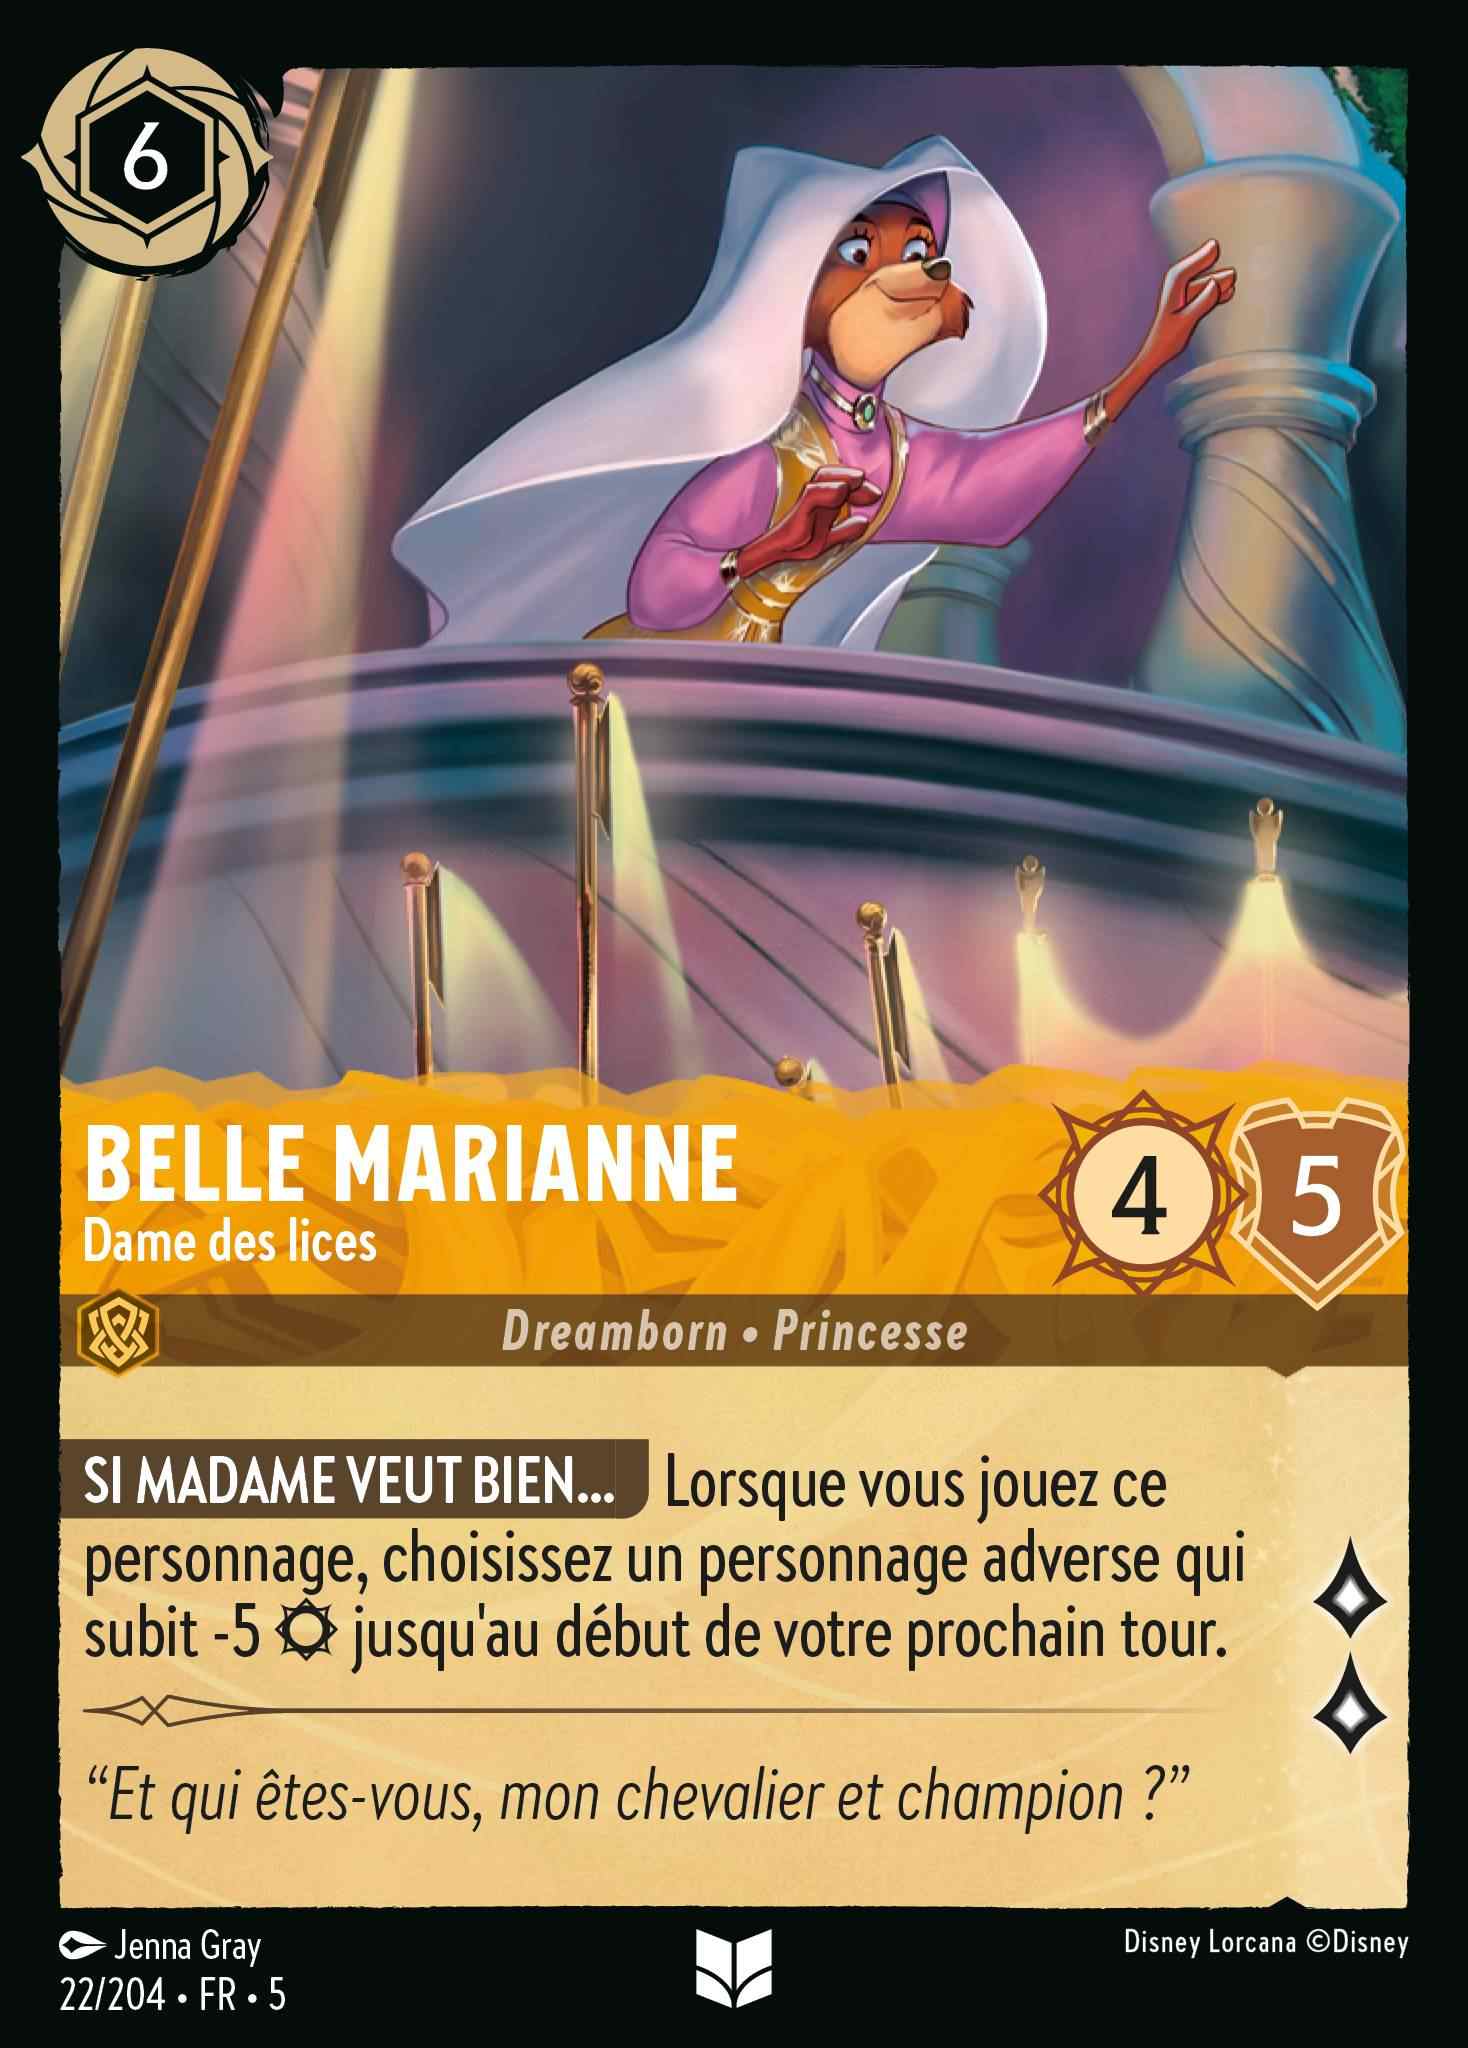 6
BELLE MARIANNE
Dame des lices
4
5
Dreamborn • Princesse
SI MADAME VEUT BIEN... Lorsque vous jouez ce
personnage, choisissez un personnage adverse qui
subit -5 jusqu'au début de votre prochain tour.
“Et qui êtes-vous, mon chevalier et champion ?”
Jenna Gray
22/204 • FR • 5
Disney Lorcana ©Disney